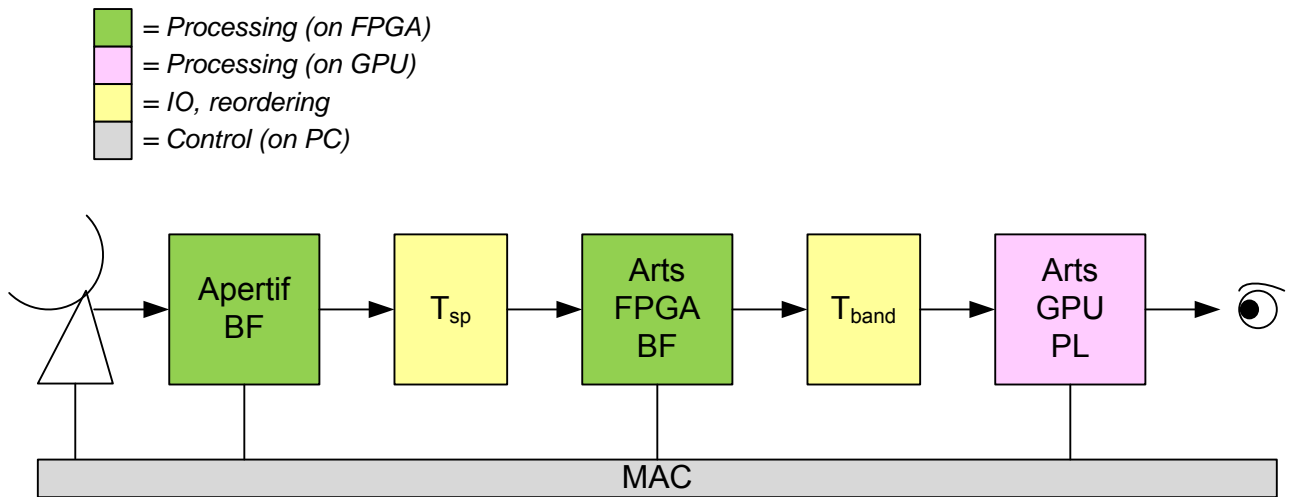 = Processing (on FPGA)
= Processing (on GPU)
= IO, reordering
= Control (on PC)
Apertif
BF
Tsp
Arts
FPGA
BF
Tband
Arts
GPU
PL
MAC